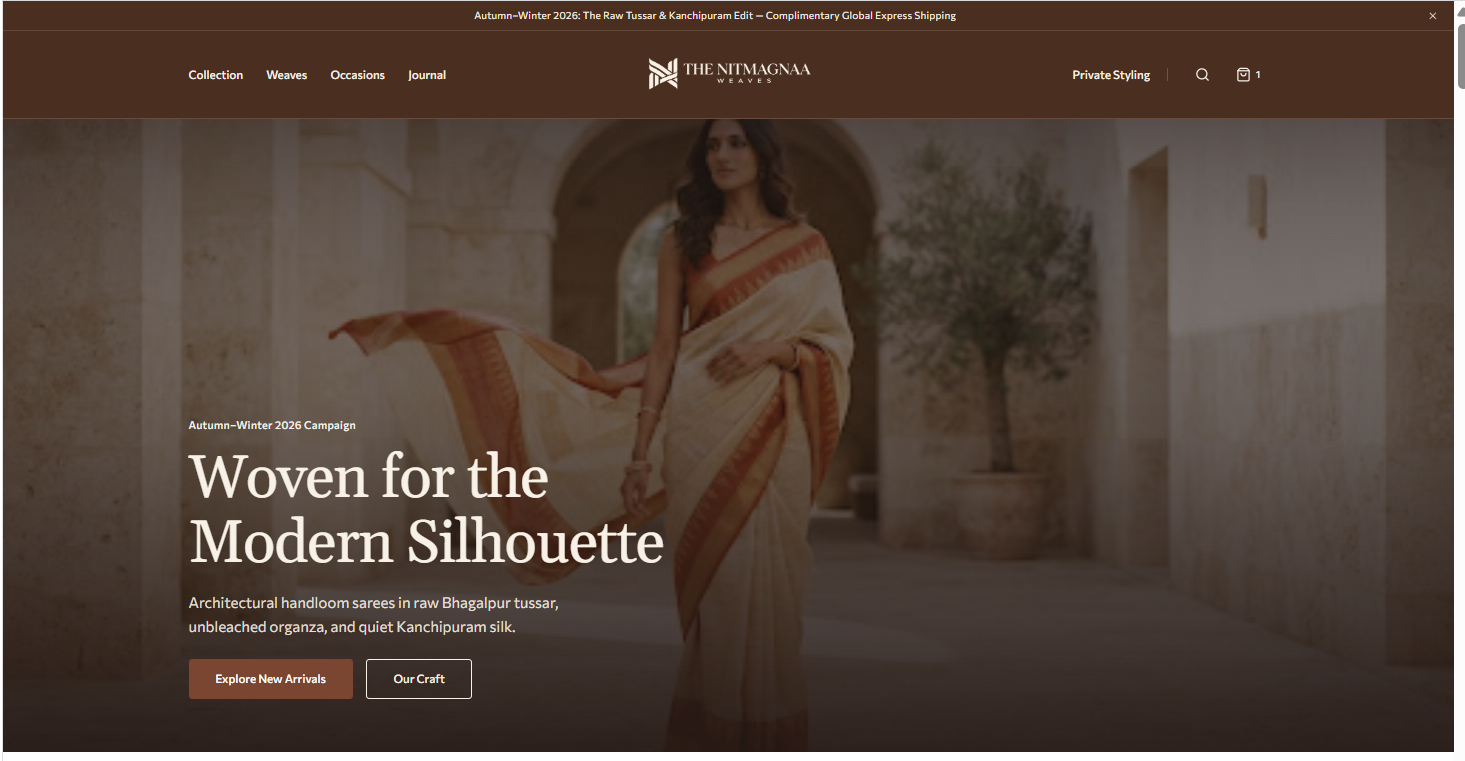 Autumn–Winter 2026: The Raw Tussar & Kanchipuram Edit — Complimentary Global Express Shipping
Collection
Weaves
Occasions
Journal
THE NITMAGNAA
WEAVES
Private Styling
1
Autumn–Winter 2026 Campaign
Woven for the
Modern Silhouette
Architectural handloom sarees in raw Bhagalpur tussar,
unbleached organza, and quiet Kanchipuram silk.
Explore New Arrivals
Our Craft